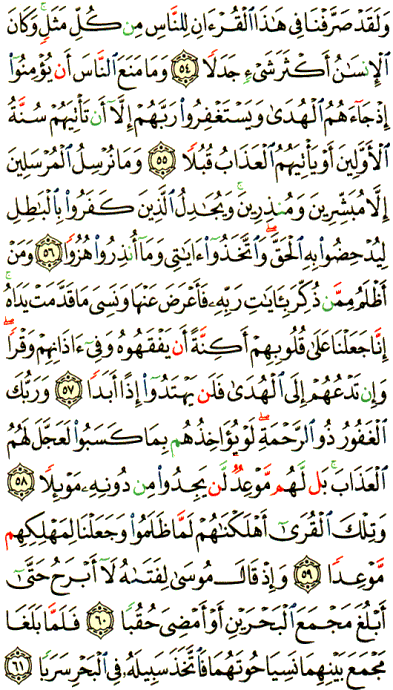 وَلَقَدْ صَرَّفْنَا فِى هَٰذَا ٱلْقُرْءَانِ لِلنَّاسِ مِن كُلِّ مَثَلٍ ۚ وَكَانَ
ٱلْإِنسَٰنُ أَكْثَرَ شَىْءٍ جَدَلًا ﴿٥٤﴾ وَمَا مَنَعَ ٱلنَّاسَ أَن يُؤْمِنُوٓا۟
إِذْ جَآءَهُمُ ٱلْهُدَىٰ وَيَسْتَغْفِرُوا۟ رَبَّهُمْ إِلَّآ أَن تَأْتِيَهُمْ سُنَّةُ
ٱلْأَوَّلِينَ أَوْ يَأْتِيَهُمُ ٱلْعَذَابُ قُبُلًا ﴿٥٥﴾ وَمَا نُرْسِلُ ٱلْمُرْسَلِينَ
إِلَّا مُبَشِّرِينَ وَمُنذِرِينَ ۚ وَيُجَٰدِلُ ٱلَّذِينَ كَفَرُوا۟ بِٱلْبَٰطِلِ
لِيُدْحِضُوا۟ بِهِ ٱلْحَقَّ ۖ وَٱتَّخَذُوٓا۟ ءَايَٰتِى وَمَآ أُنذِرُوا۟ هُزُوًا ﴿٥٦﴾ وَمَنْ
أَظْلَمُ مِمَّن ذُكِّرَ بِـَٔايَٰتِ رَبِّهِۦ فَأَعْرَضَ عَنْهَا وَنَسِىَ مَا قَدَّمَتْ يَدَاهُ ۚ
إِنَّا جَعَلْنَا عَلَىٰ قُلُوبِهِمْ أَكِنَّةً أَن يَفْقَهُوهُ وَفِىٓ ءَاذَانِهِمْ وَقْرًا ۖ
وَإِن تَدْعُهُمْ إِلَى ٱلْهُدَىٰ فَلَن يَهْتَدُوٓا۟ إِذًا أَبَدًا ﴿٥٧﴾ وَرَبُّكَ
ٱلْغَفُورُ ذُو ٱلرَّحْمَةِ ۖ لَوْ يُؤَاخِذُهُم بِمَا كَسَبُوا۟ لَعَجَّلَ لَهُمُ
ٱلْعَذَابَ ۚ بَل لَّهُم مَّوْعِدٌ لَّن يَجِدُوا۟ مِن دُونِهِۦ مَوْئِلًا ﴿٥٨﴾
وَتِلْكَ ٱلْقُرَىٰٓ أَهْلَكْنَٰهُمْ لَمَّا ظَلَمُوا۟ وَجَعَلْنَا لِمَهْلِكِهِم
مَّوْعِدًا ﴿٥٩﴾ وَإِذْ قَالَ مُوسَىٰ لِفَتَىٰهُ لَآ أَبْرَحُ حَتَّىٰٓ
أَبْلُغَ مَجْمَعَ ٱلْبَحْرَيْنِ أَوْ أَمْضِىَ حُقُبًا ﴿٦٠﴾ فَلَمَّا بَلَغَا
مَجْمَعَ بَيْنِهِمَا نَسِيَا حُوتَهُمَا فَٱتَّخَذَ سَبِيلَهُۥ فِى ٱلْبَحْرِ سَرَبًا ﴿٦١﴾